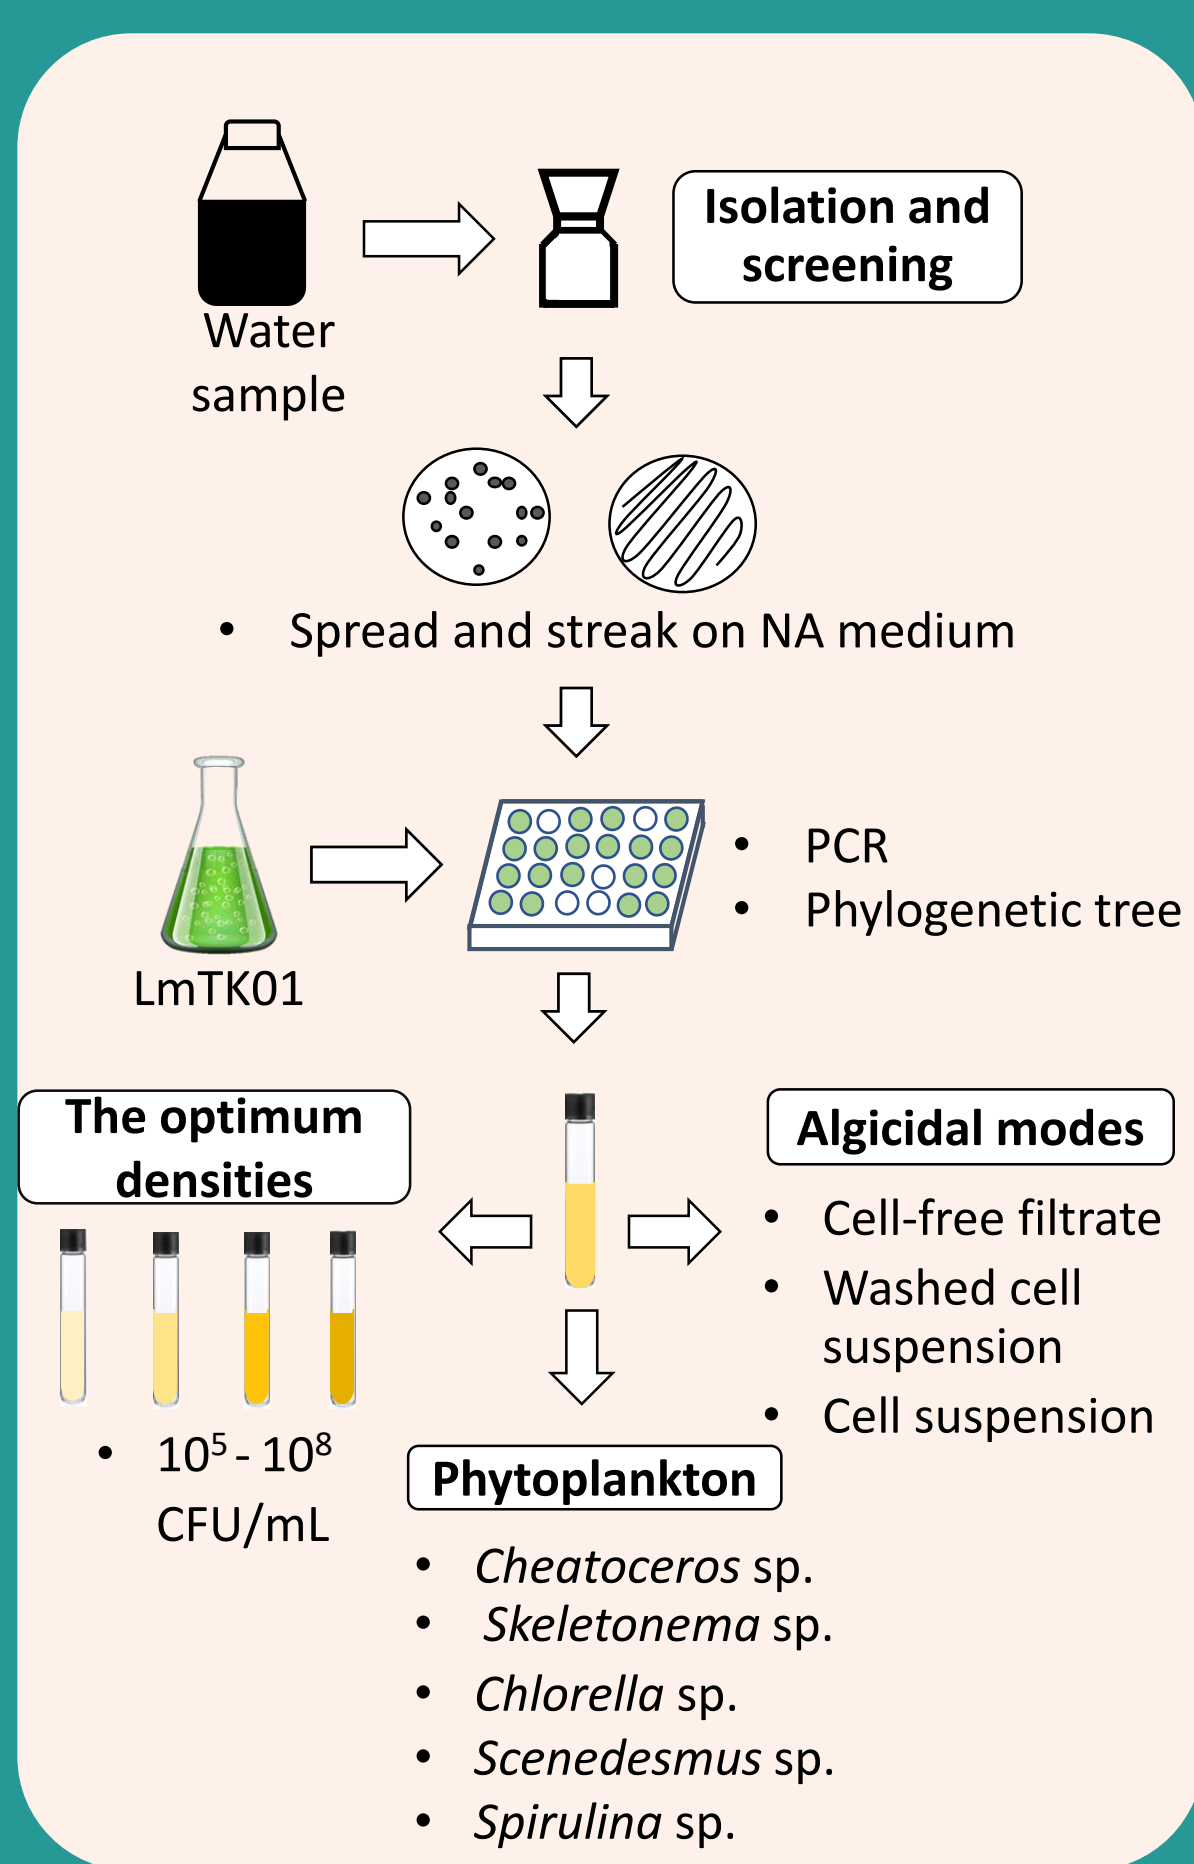 Isolation and
screening
Water
sample
• Spread and streak on NA medium
• PCR
• Phylogenetic tree
LmTK01
The optimum
densities
• 10⁵ - 10⁸
CFU/mL
Algicidal modes
• Cell-free filtrate
• Washed cell
suspension
• Cell suspension
Phytoplankton
• Cheatoceros sp.
• Skeletonema sp.
• Chlorella sp.
• Scenedesmus sp.
• Spirulina sp.